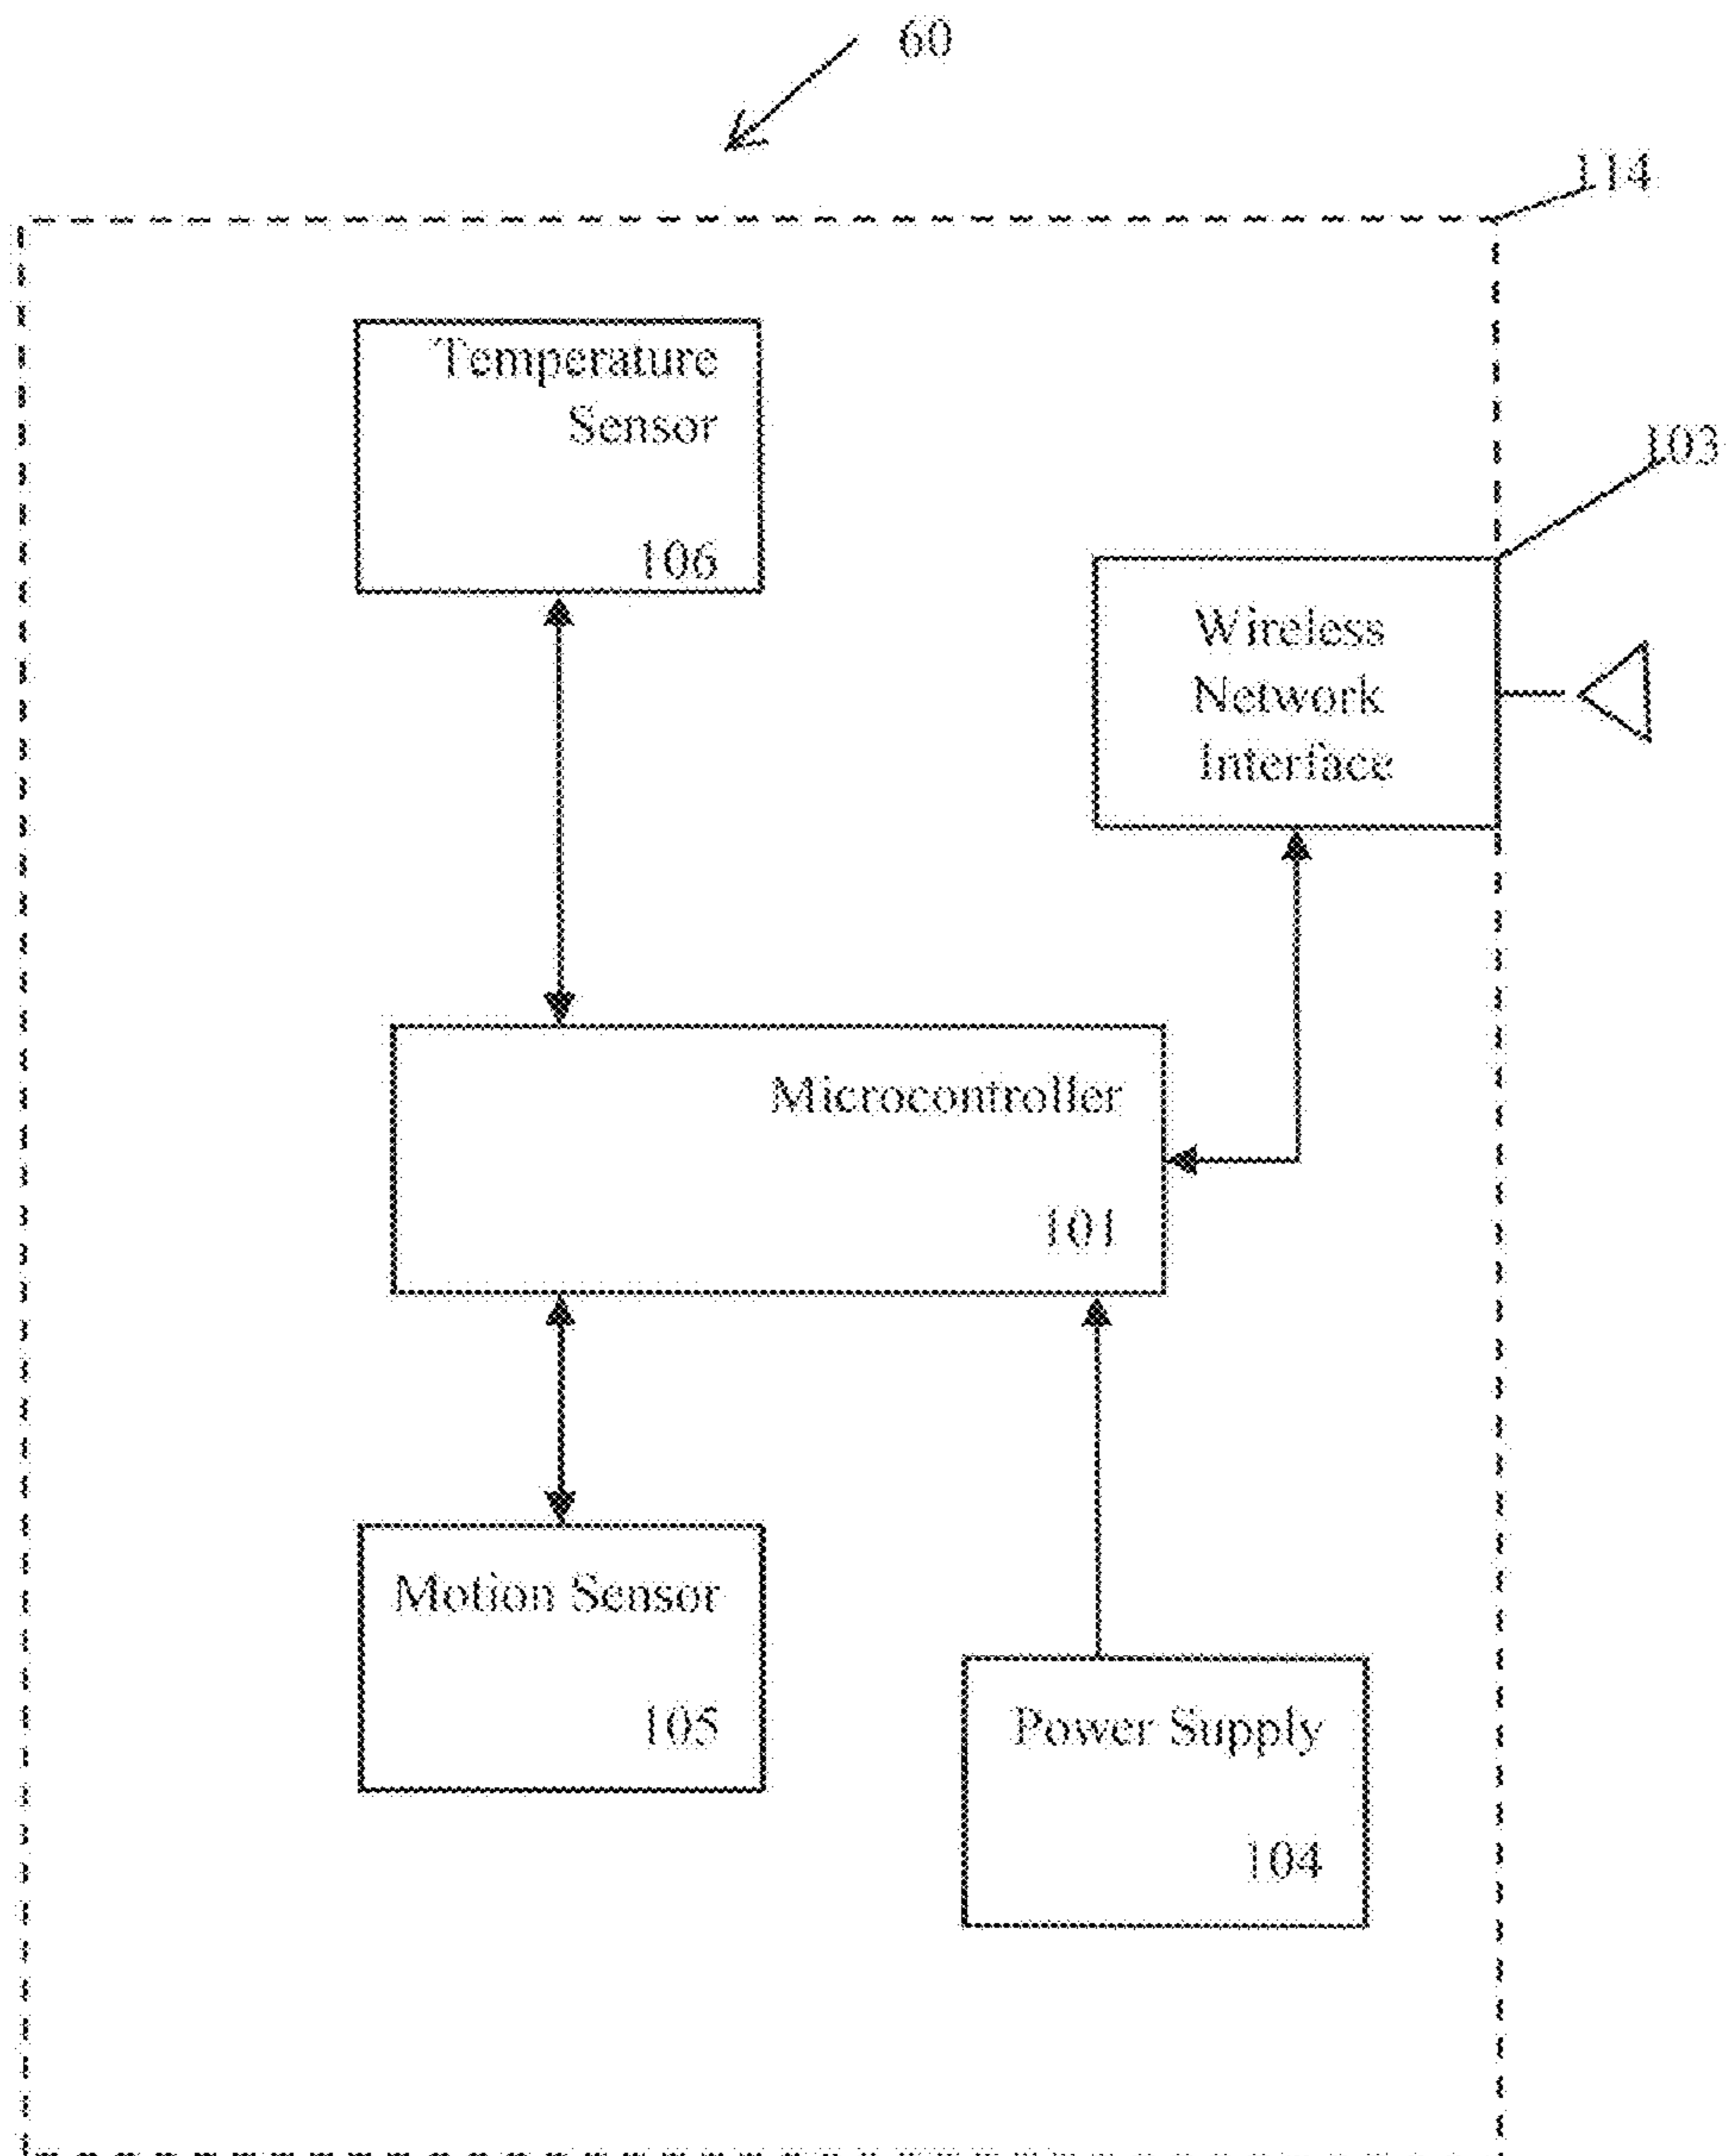 60
114
Temperature
Sensor
106
103
Wireless
Network
Interface
Microcontroller
101
Motion Sensor
105
Power Supply
104